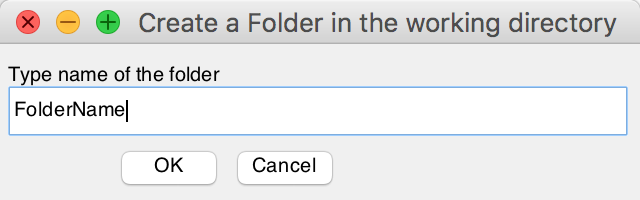 Create a Folder in the working directory
Type name of the folder
FolderName
OK Cancel